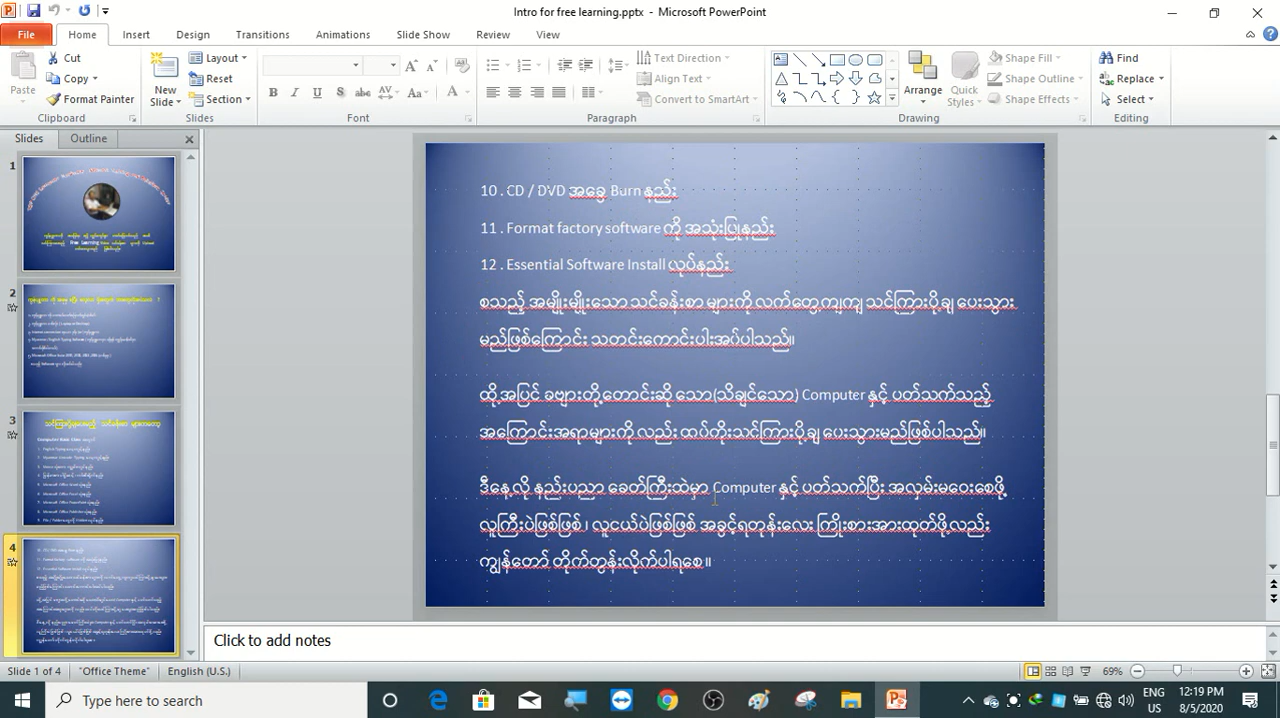 Intro for free learning.pptx - Microsoft PowerPoint
File Home Insert Design Transitions Animations Slide Show Review View
Paste Cut Copy Format Painter
New Slide Layout Reset Section
Text Direction Align Text Convert to SmartArt
Arrange Quick Styles Shape Fill Shape Outline Shape Effects
Find Replace Select
Clipboard Slides Font Paragraph Drawing Editing
Slides Outline
1
2
3
4
10 . CD / DVD အခွေ Burn နည်း
11 . Format factory software ကို အသုံးပြုနည်း
12 . Essential Software Install လုပ်နည်း
စသည့် အမျိုးမျိုးသော သင်ခန်းစာ များကို လက်တွေ့ကျကျ သင်ကြားပို့ချ ပေးသွား
မည်ဖြစ်ကြောင်း သတင်းကောင်းပါးအပ်ပါသည်။
ထို့အပြင် ခဗျားတို့တောင်းဆို သော(သိချင်သော) Computer နှင့် ပတ်သက်သည့်
အကြောင်းအရာများကို လည်း ထပ်တိုးသင်ကြားပို့ချ ပေးသွားမည်ဖြစ်ပါသည်။
ဒီနေ့လို နည်းပညာ ခေတ်ကြီးထဲမှာ Computer နှင့် ပတ်သက်ပြီး အလှမ်းမဝေးစေဖို့
လူကြီးပဲဖြစ်ဖြစ် ၊ လူငယ်ပဲဖြစ်ဖြစ် အခွင့်ရတုန်းလေး ကြိုးစားအားထုတ်ဖို့လည်း
ကျွန်တော် တိုက်တွန်းလိုက်ပါရစေ ။
Click to add notes
Slide 1 of 4 "Office Theme" English (U.S.) 69%
Type here to search
ENG US 8:19 PM 8/5/2020